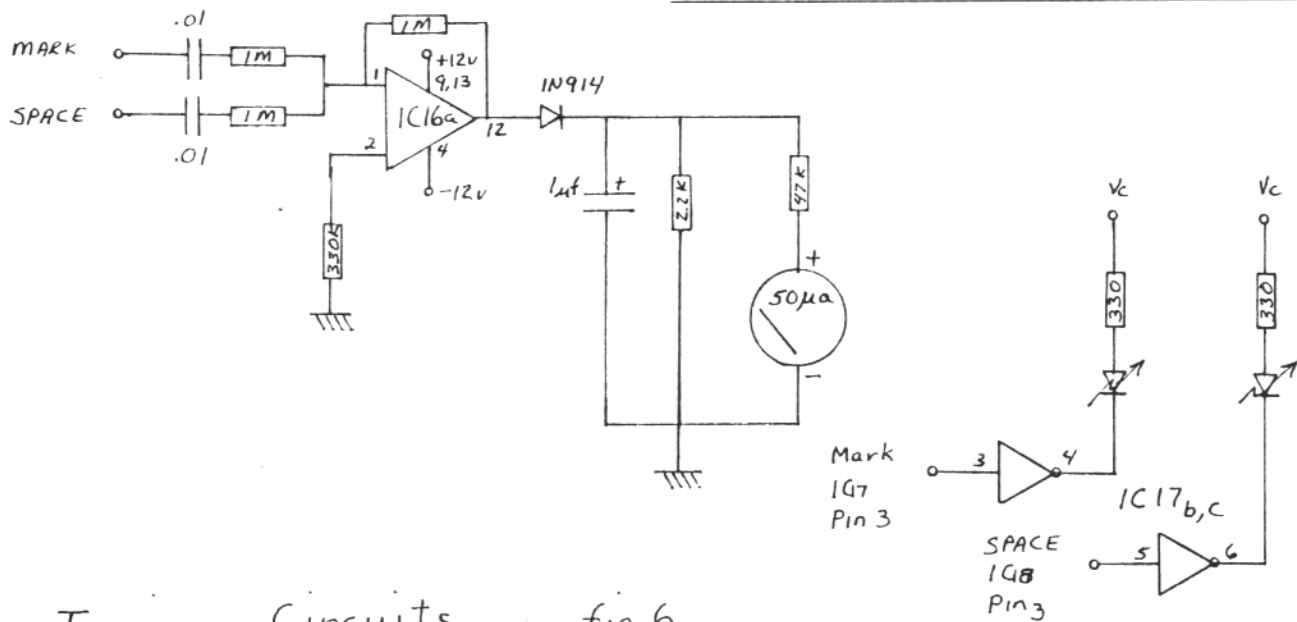 .01
MARK
1M
1M
+12v
9,13
1
IC16a
SPACE
1M
.01
2
4
12
-12v
330K
1N914
1µf
+
2.2K
47K
+
50µa
-
Vc
Vc
330
330
Mark
IC7
Pin 3
3
4
IC17b,c
SPACE
IC8
Pin 3
5
6
Circuits
fig 6